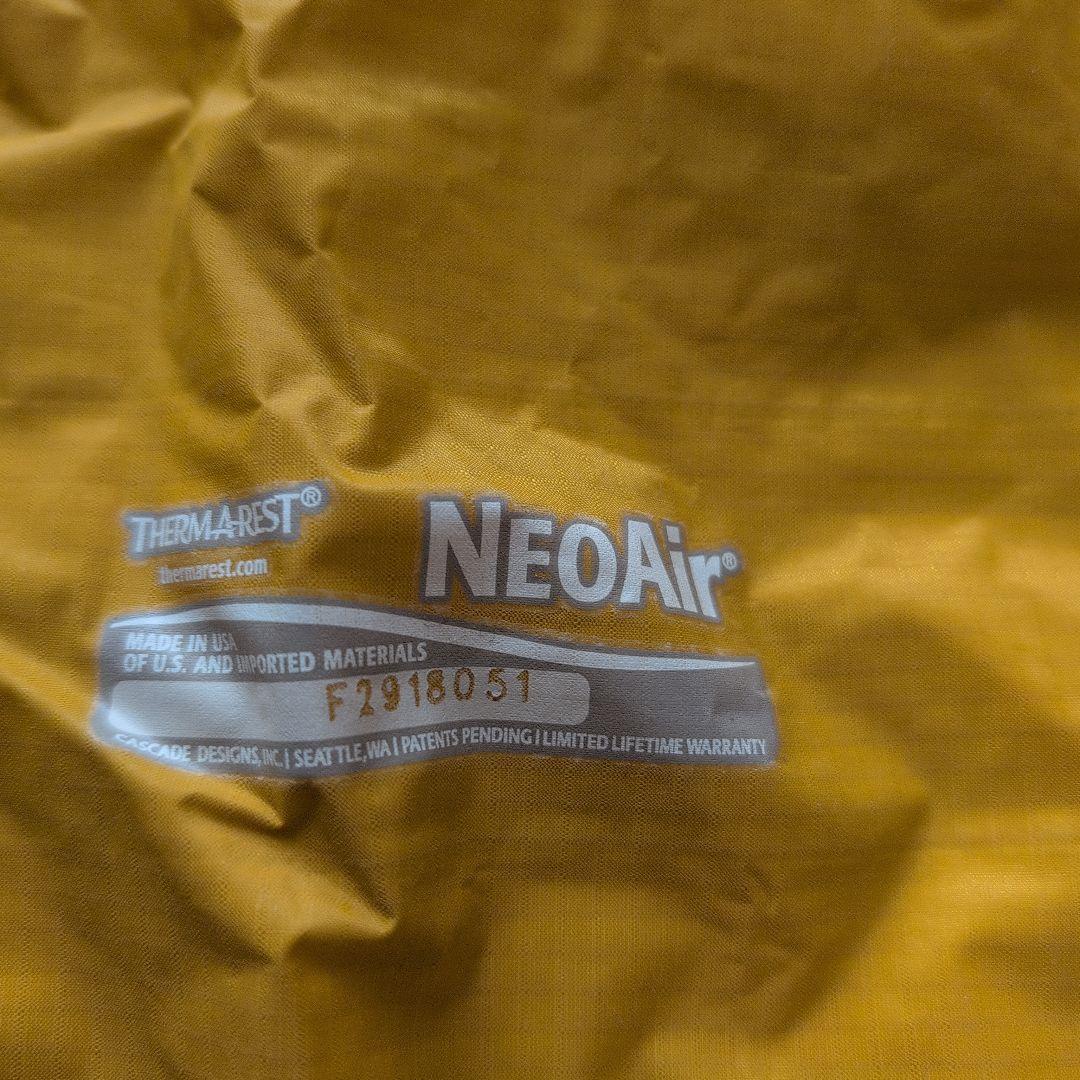 THERMAREST®
thermarest.com
NEOAir®
MADE IN USA
OF U.S. AND IMPORTED MATERIALS
F2918051
CASCADE DESIGNS, INC. | SEATTLE, WA | PATENTS PENDING | LIMITED LIFETIME WARRANTY